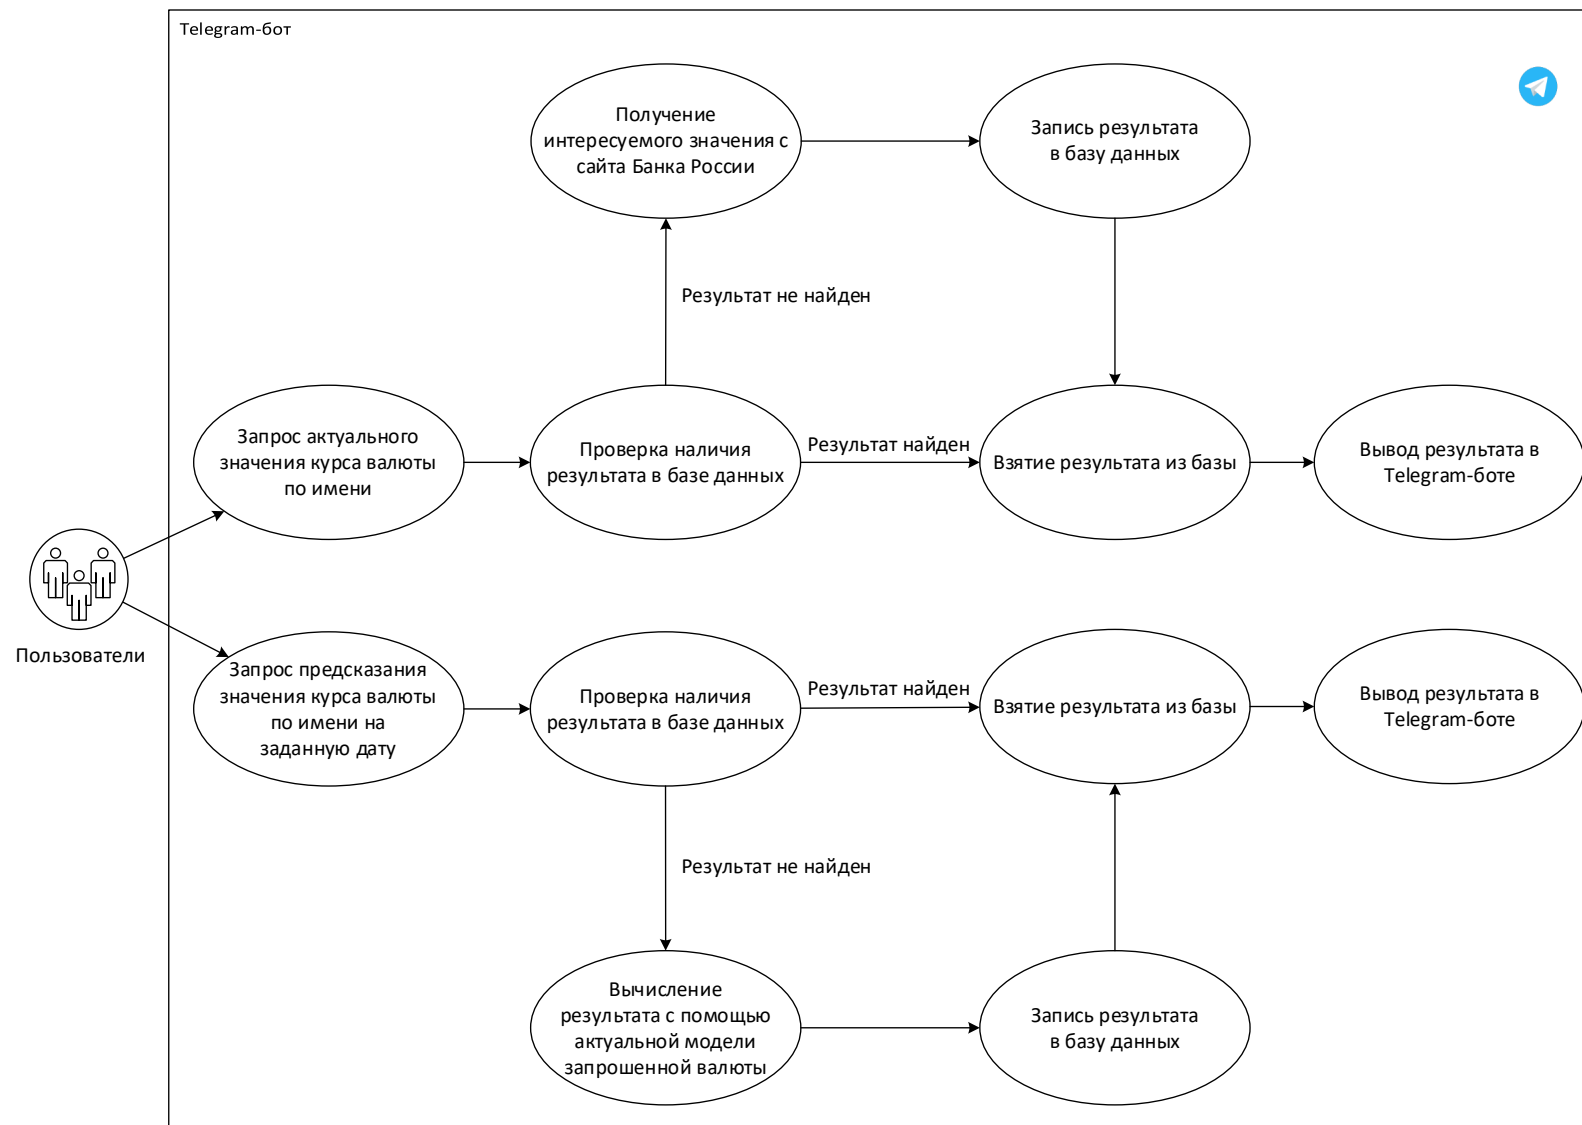 Telegram-бот
Получение
интересуемого значения с
сайта Банка России
Запись результата
в базу данных
Результат не найден
Запрос актуального
значения курса валюты
по имени
Проверка наличия
результата в базе данных
Результат найден
Взятие результата из базы
Вывод результата в
Telegram-боте
Пользователи
Запрос предсказания
значения курса валюты
по имени на
заданную дату
Проверка наличия
результата в базе данных
Результат найден
Взятие результата из базы
Вывод результата в
Telegram-боте
Результат не найден
Вычисление
результата с помощью
актуальной модели
запрошенной валюты
Запись результата
в базу данных